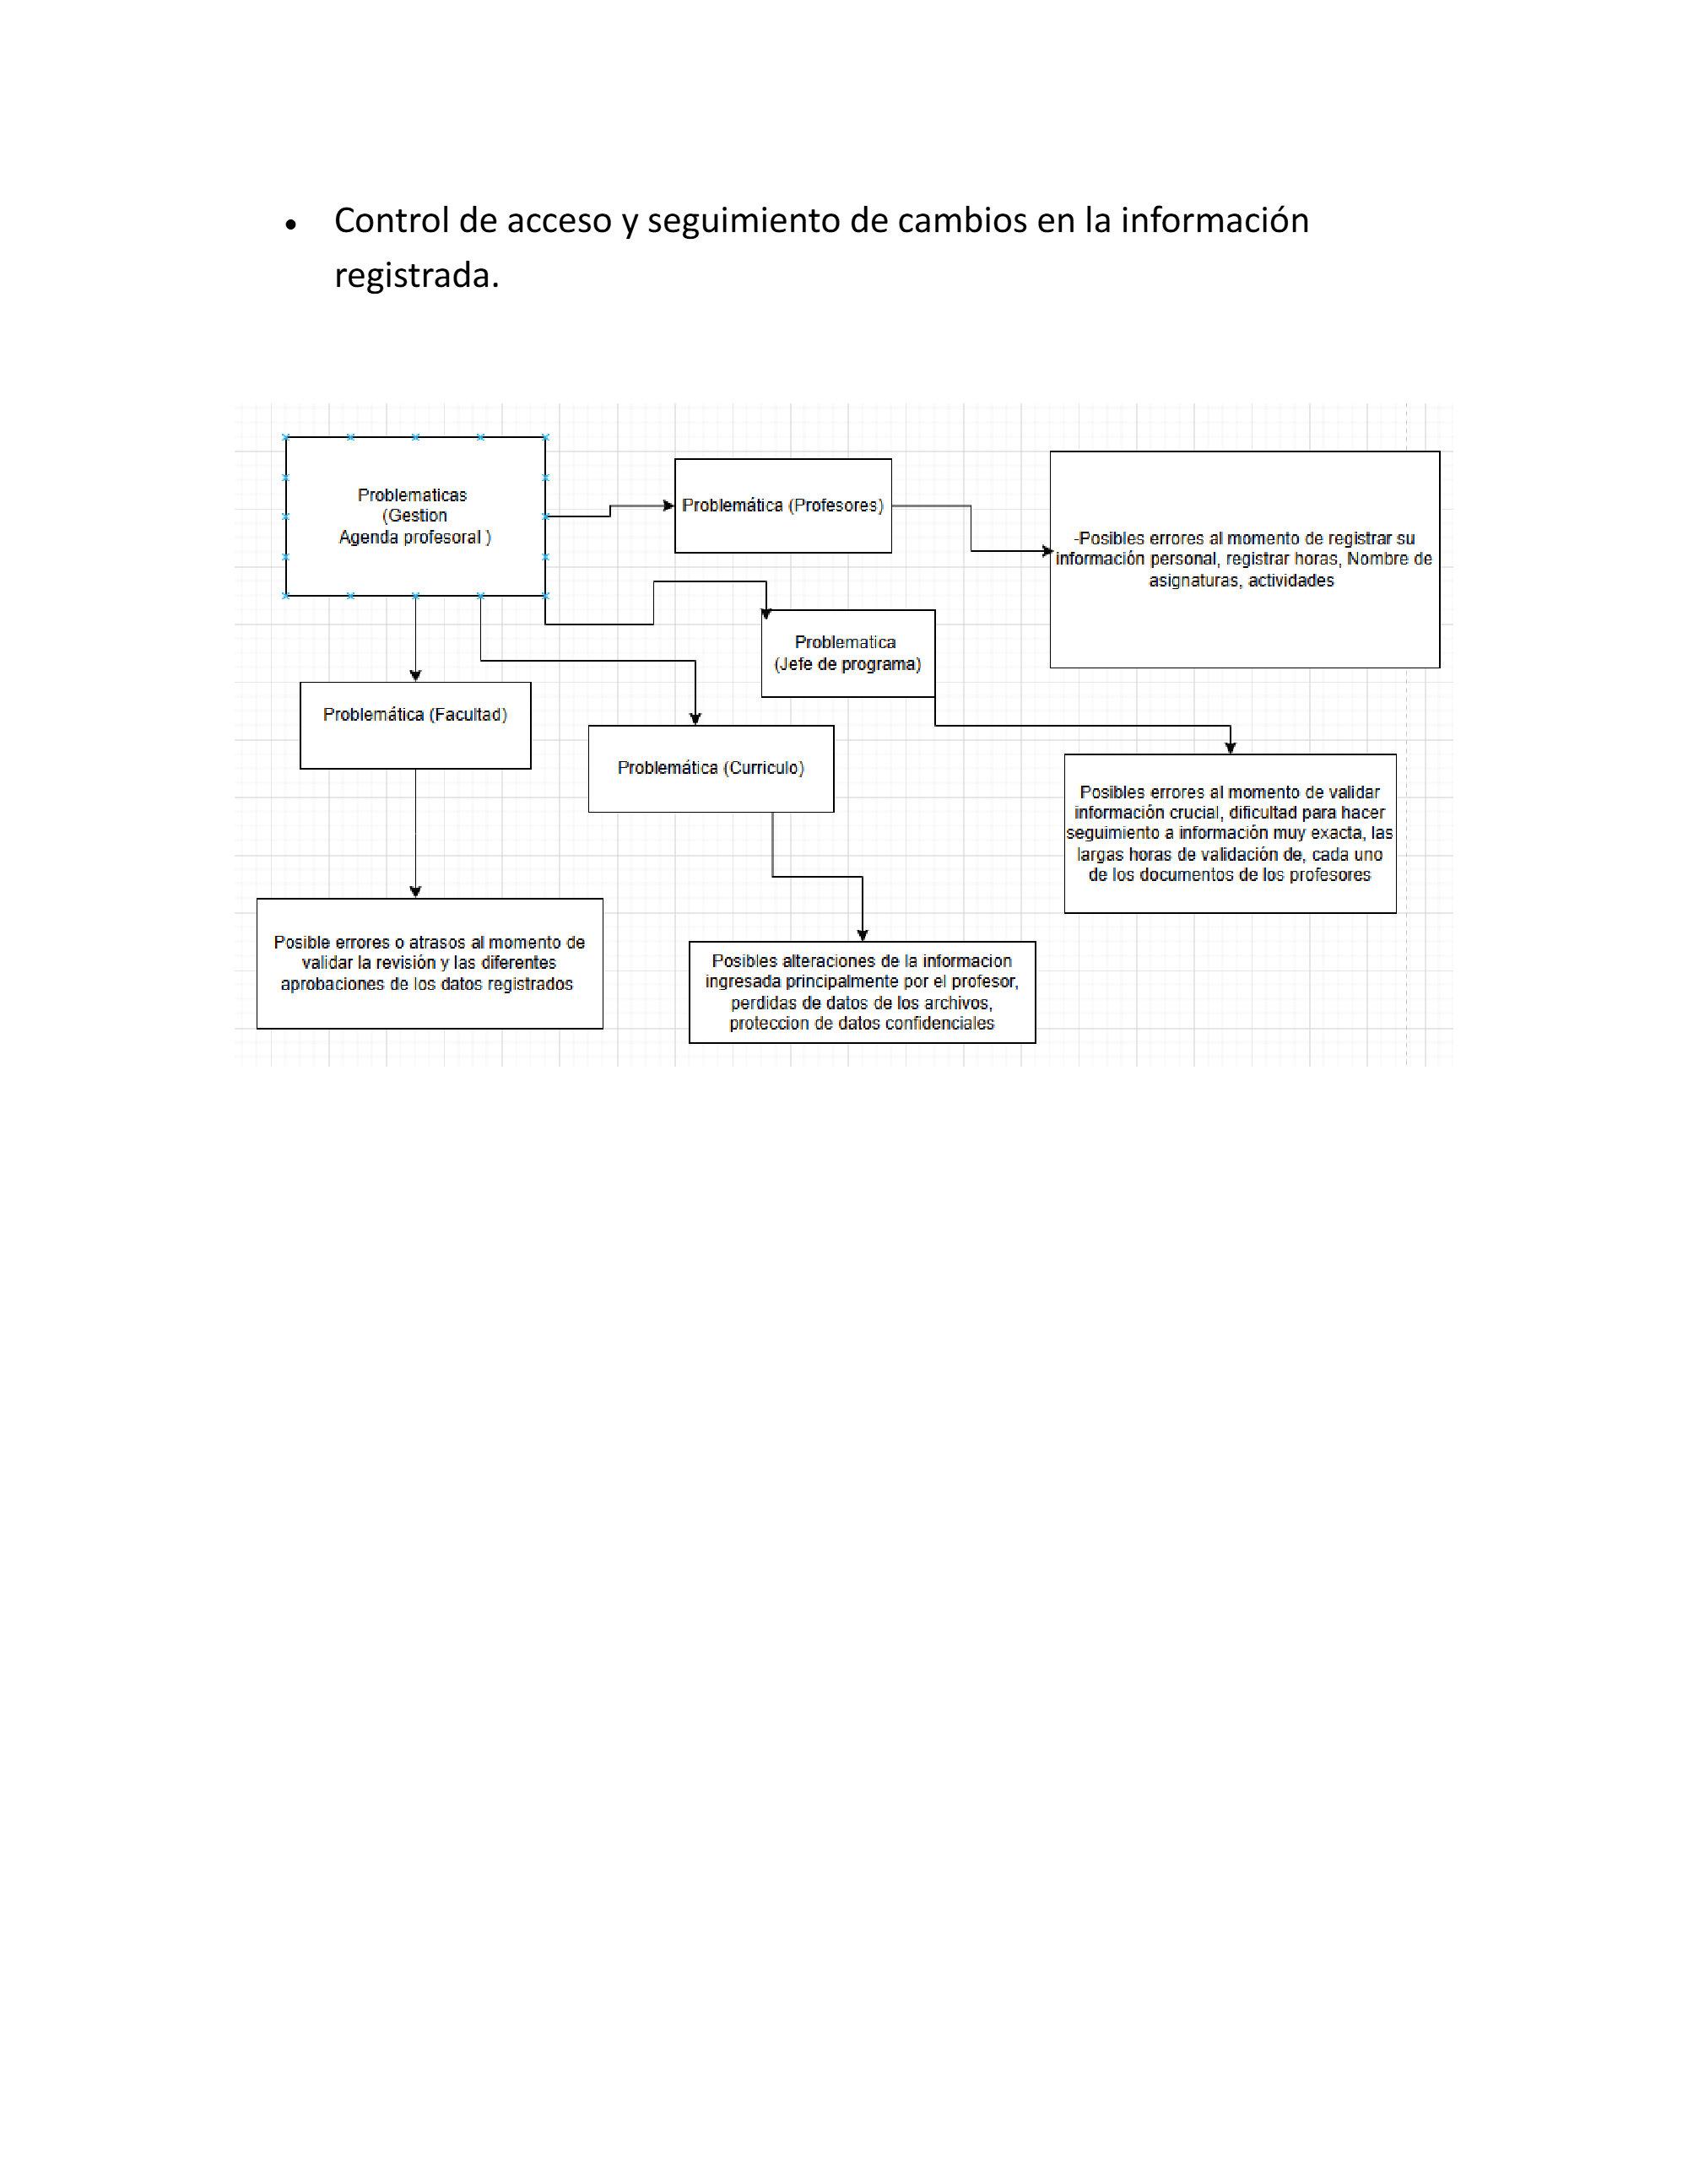 Control de acceso y seguimiento de cambios en la información
registrada.
Problematicas
(Gestion
Agenda profesoral )
Problemática (Profesores)
-Posibles errores al momento de registrar su
información personal, registrar horas, Nombre de
asignaturas, actividades
Problematica
(Jefe de programa)
Problemática (Facultad)
Problemática (Curriculo)
Posibles errores al momento de validar
información crucial, dificultad para hacer
seguimiento a información muy exacta, las
largas horas de validación de, cada uno
de los documentos de los profesores
Posible errores o atrasos al momento de
validar la revisión y las diferentes
aprobaciones de los datos registrados
Posibles alteraciones de la informacion
ingresada principalmente por el profesor,
perdidas de datos de los archivos,
proteccion de datos confidenciales